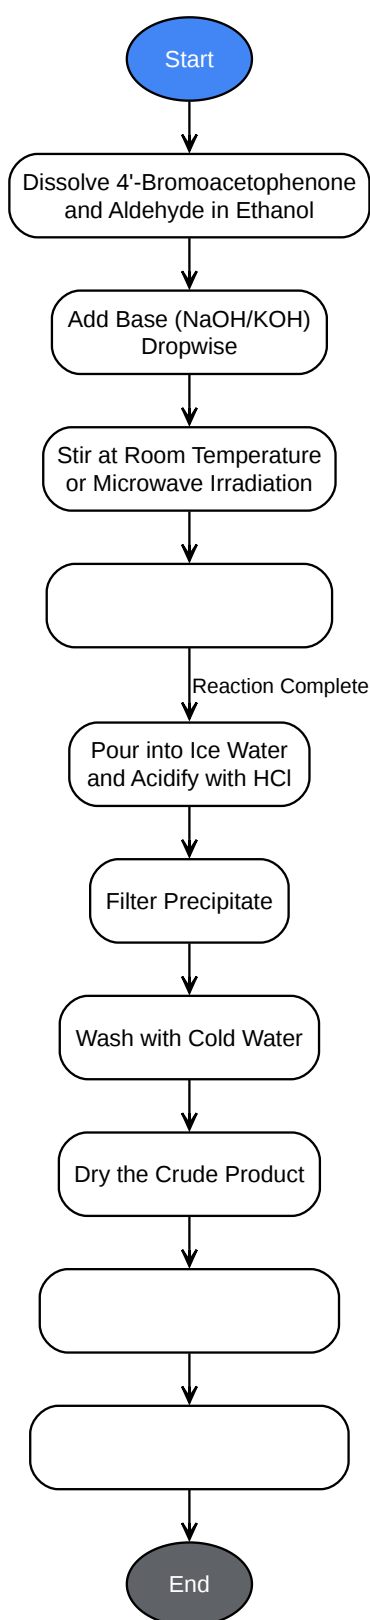 Start
Dissolve 4'-Bromoacetophenone
and Aldehyde in Ethanol
Add Base (NaOH/KOH)
Dropwise
Stir at Room Temperature
or Microwave Irradiation
Reaction Complete
Pour into Ice Water
and Acidify with HCl
Filter Precipitate
Wash with Cold Water
Dry the Crude Product
End